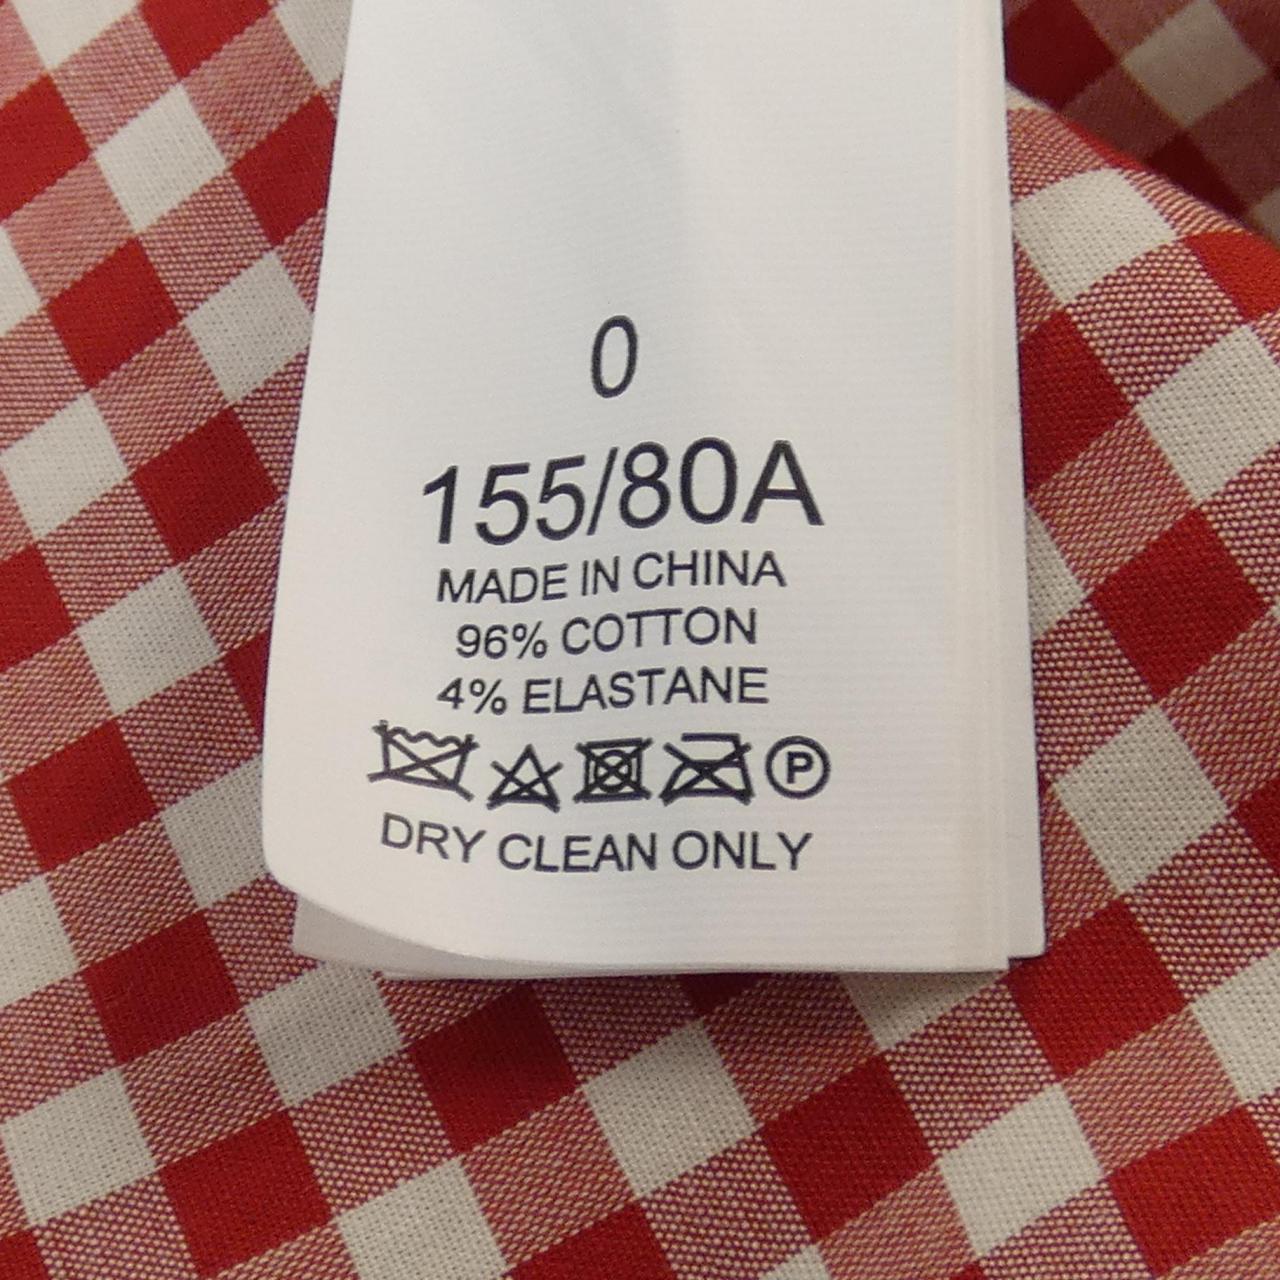 0
155/80A
MADE IN CHINA
96% COTTON
4% ELASTANE
P
DRY CLEAN ONLY